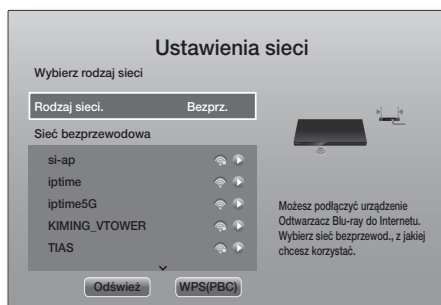 Ustawienia sieci
Wybierz rodzaj sieci
Rodzaj sieci. Bezprz.
Sieć bezprzewodowa
si-ap
iptime
iptime5G
KIMING_VTOWER
TIAS
Możesz podłączyć urządzenie
Odtwarzacz Blu-ray do Internetu.
Wybierz sieć bezprzewod., z jakiej
chcesz korzystać.
Odśwież WPS(PBC)